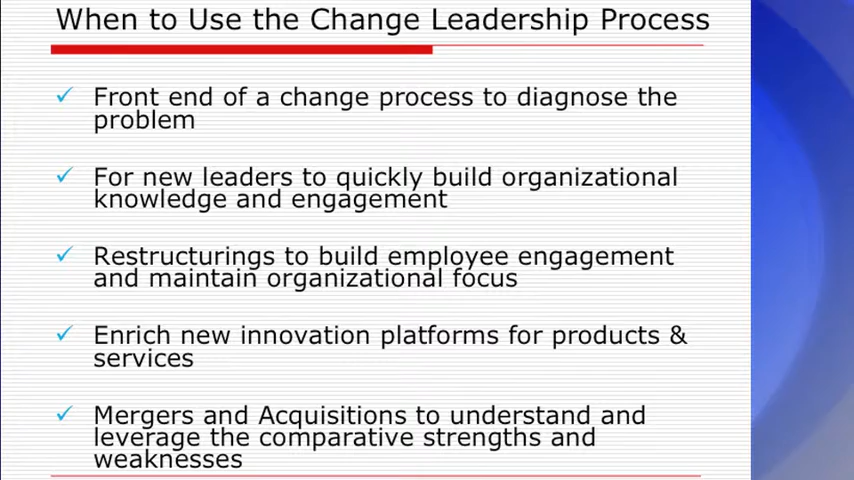 When to Use the Change Leadership Process
✓ Front end of a change process to diagnose the
problem
✓ For new leaders to quickly build organizational
knowledge and engagement
✓ Restructurings to build employee engagement
and maintain organizational focus
✓ Enrich new innovation platforms for products &
services
✓ Mergers and Acquisitions to understand and
leverage the comparative strengths and
weaknesses